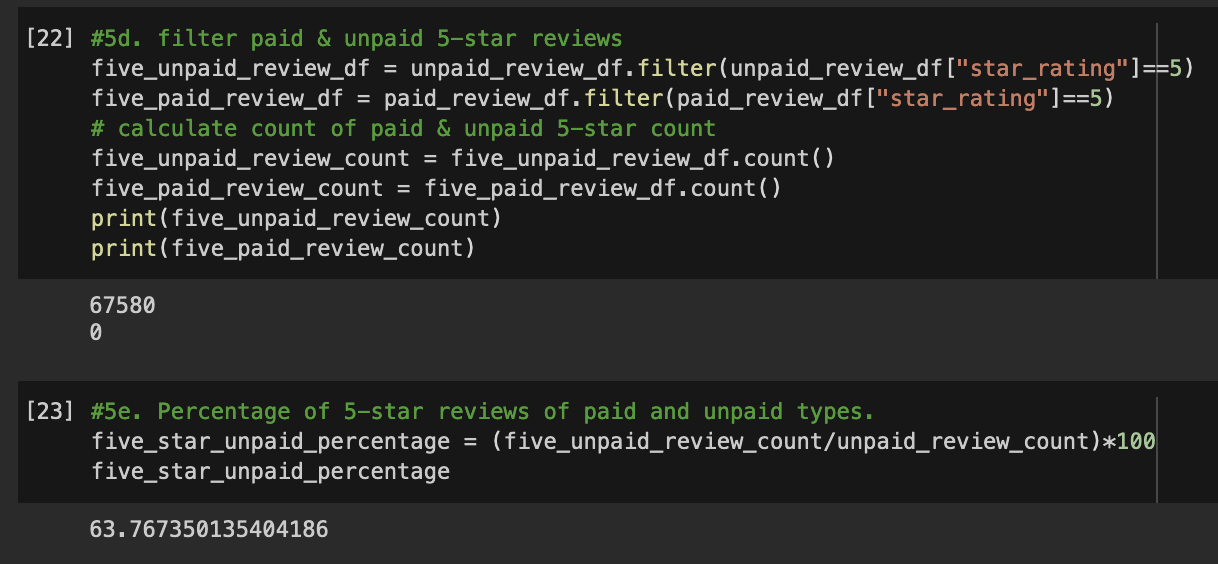 [22] #5d. filter paid & unpaid 5-star reviews
five_unpaid_review_df = unpaid_review_df.filter(unpaid_review_df["star_rating"]==5)
five_paid_review_df = paid_review_df.filter(paid_review_df["star_rating"]==5)
# calculate count of paid & unpaid 5-star count
five_unpaid_review_count = five_unpaid_review_df.count()
five_paid_review_count = five_paid_review_df.count()
print(five_unpaid_review_count)
print(five_paid_review_count)
67580
0
[23] #5e. Percentage of 5-star reviews of paid and unpaid types.
five_star_unpaid_percentage = (five_unpaid_review_count/unpaid_review_count)*100
five_star_unpaid_percentage
63.767350135404186